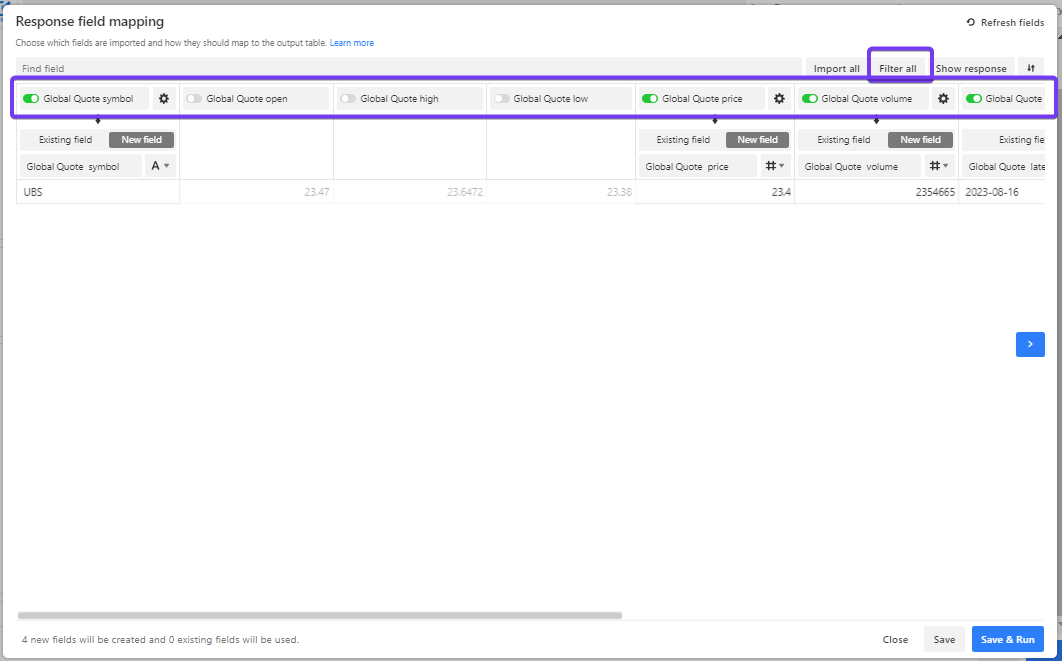 Response field mapping
Refresh fields
Choose which fields are imported and how they should map to the output table. Learn more
Find field
Import all
Filter all
Show response
Global Quote symbol
Global Quote open
Global Quote high
Global Quote low
Global Quote price
Global Quote volume
Global Quote
Existing field New field
Existing field New field
Existing field New field
Existing fie
Global Quote symbol A
Global Quote price #
Global Quote volume #
Global Quote late
UBS 23.47 23.6472 23.38 23.4 2354665 2023-08-16
4 new fields will be created and 0 existing fields will be used.
Close
Save
Save & Run